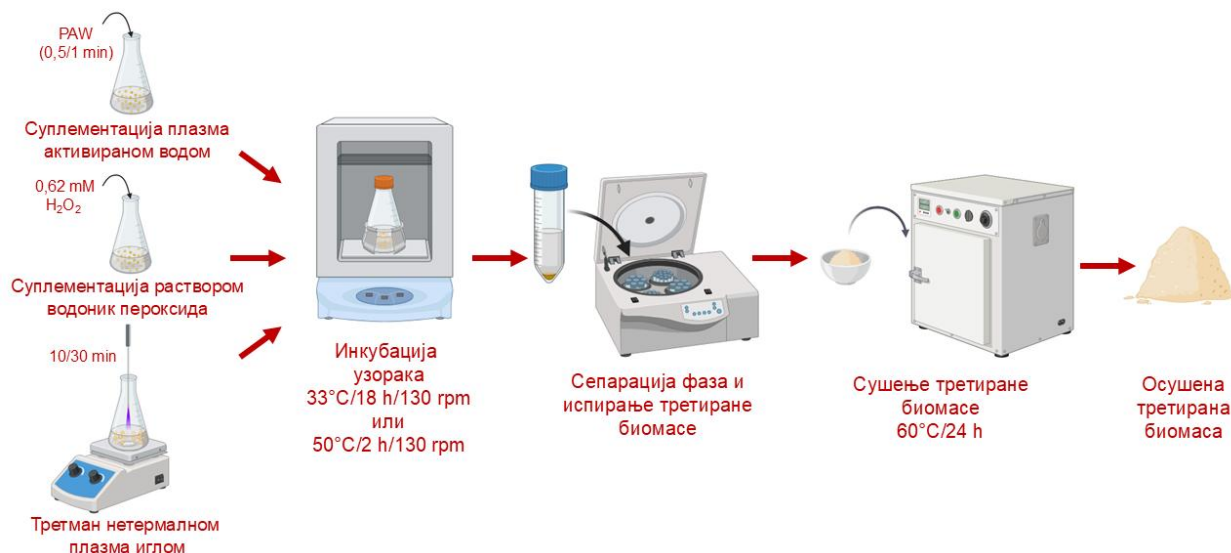 PAW
(0,5/1 min)
Суплементација плазма
активираном водом
0,62 mM
H₂O₂
Суплементација раствором
водоник пероксида
10/30 min
Третман нетермалном
плазма иглом
Инкубација
узорака
33°C/18 h/130 rpm
или
50°C/2 h/130 rpm
Сепарација фаза и
испирање третиране
биомасе
Сушење третиране
биомасе
60°C/24 h
Осушена
третирана
биомаса